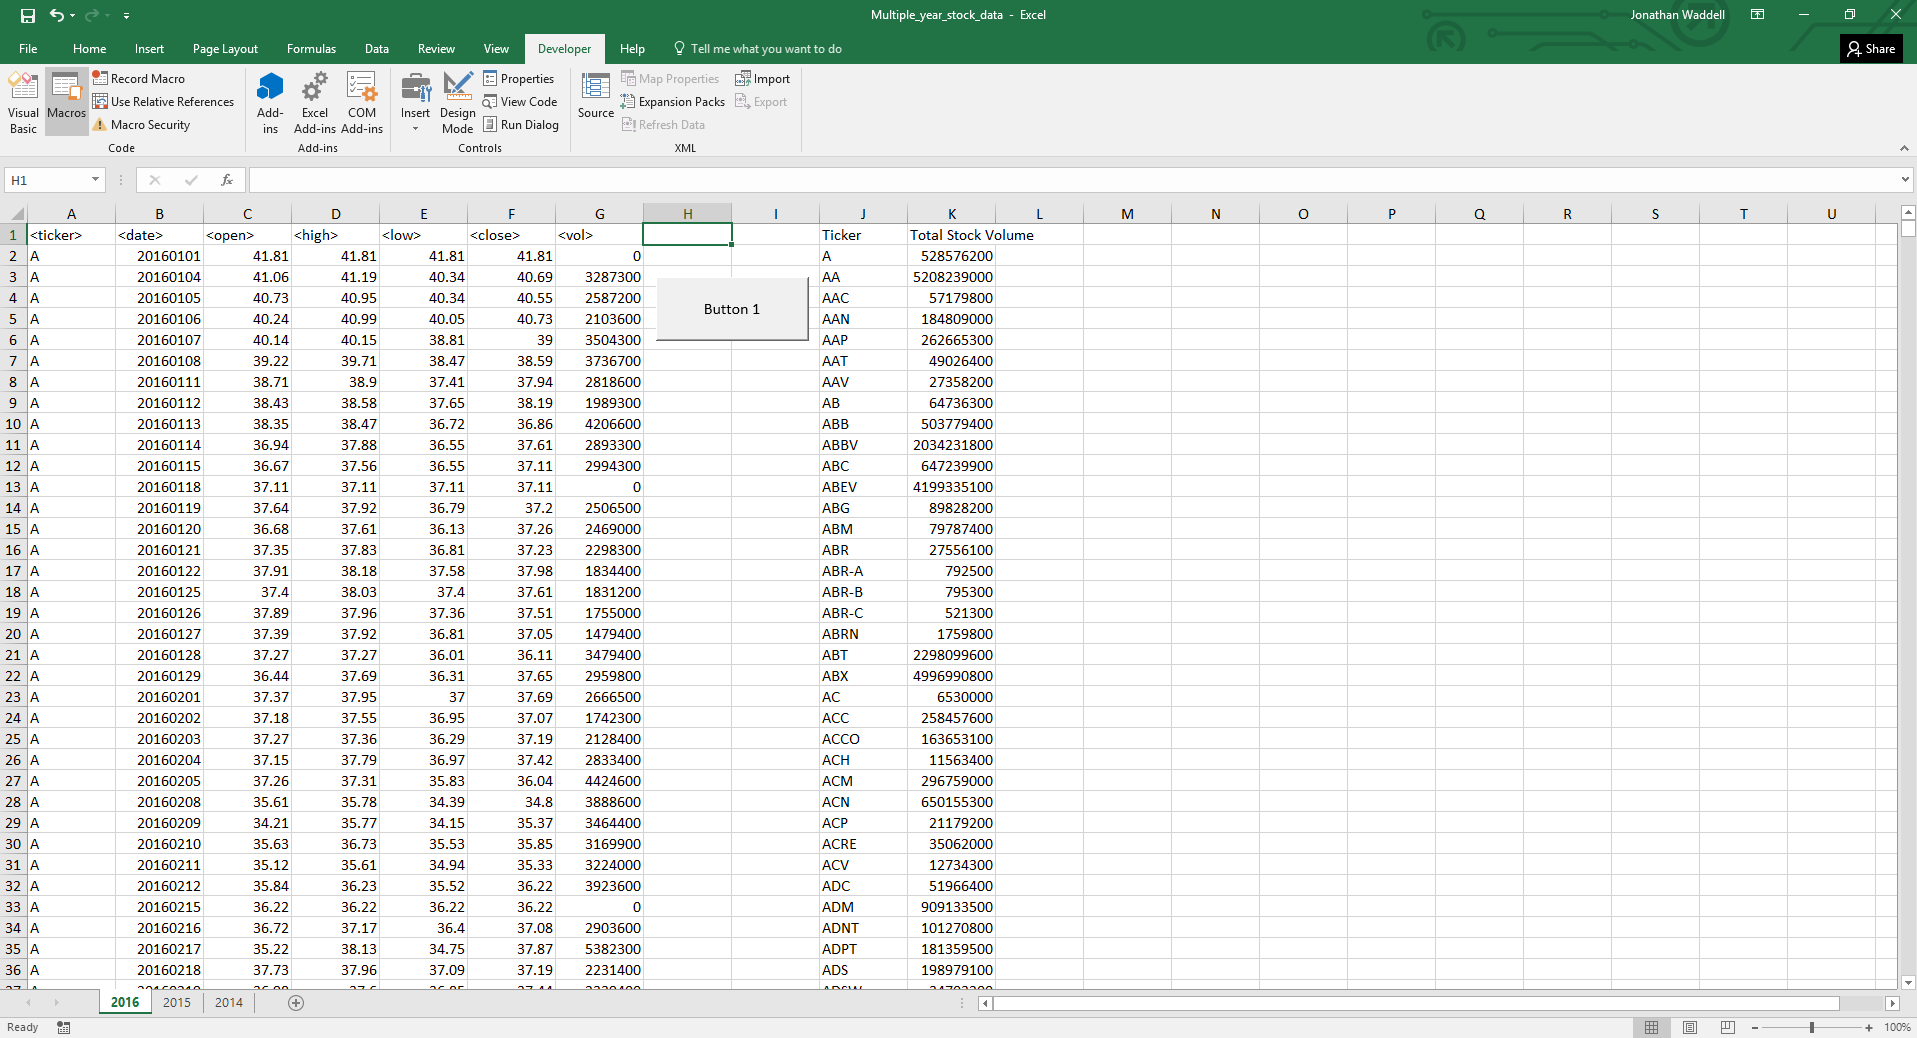 Multiple_year_stock_data - Excel
Jonathan Waddell
File Home Insert Page Layout Formulas Data Review View Developer Help Tell me what you want to do Share
Visual Basic
Macros
Record Macro
Use Relative References
Macro Security
Code
Add-ins
Excel Add-ins
COM Add-ins
Add-ins
Insert
Design Mode
Properties
View Code
Run Dialog
Controls
Source
Map Properties
Expansion Packs
Refresh Data
Import
Export
XML
H1
fx
A B C D E F G H I J K L M N O P Q R S T U
1 <ticker> <date> <open> <high> <low> <close> <vol> Ticker Total Stock Volume
2 A 20160101 41.81 41.81 41.81 41.81 0 A 528576200
3 A 20160104 41.06 41.19 40.34 40.69 3287300 AA 5208239000
4 A 20160105 40.73 40.95 40.34 40.55 2587200 AAC 57179800
Button 1
5 A 20160106 40.24 40.99 40.05 40.73 2103600 AAN 184809000
6 A 20160107 40.14 40.15 38.81 39 3504300 AAP 262665300
7 A 20160108 39.22 39.71 38.47 38.59 3736700 AAT 49026400
8 A 20160111 38.71 38.9 37.41 37.94 2818600 AAV 27358200
9 A 20160112 38.43 38.58 37.65 38.19 1989300 AB 64736300
10 A 20160113 38.35 38.47 36.72 36.86 4206600 ABB 503779400
11 A 20160114 36.94 37.88 36.55 37.61 2893300 ABBV 2034231800
12 A 20160115 36.67 37.56 36.55 37.11 2994300 ABC 647239900
13 A 20160118 37.11 37.11 37.11 37.11 0 ABEV 4199335100
14 A 20160119 37.64 37.92 36.79 37.2 2506500 ABG 89828200
15 A 20160120 36.68 37.61 36.13 37.26 2469000 ABM 79787400
16 A 20160121 37.35 37.83 36.81 37.23 2298300 ABR 27556100
17 A 20160122 37.91 38.18 37.58 37.98 1834400 ABR-A 792500
18 A 20160125 37.4 38.03 37.4 37.61 1831200 ABR-B 795300
19 A 20160126 37.89 37.96 37.36 37.51 1755000 ABR-C 521300
20 A 20160127 37.39 37.92 36.81 37.05 1479400 ABRN 1759800
21 A 20160128 37.27 37.27 36.01 36.11 3479400 ABT 2298099600
22 A 20160129 36.44 37.69 36.31 37.65 2959800 ABX 4996990800
23 A 20160201 37.37 37.95 37 37.69 2666500 AC 6530000
24 A 20160202 37.18 37.55 36.95 37.07 1742300 ACC 258457600
25 A 20160203 37.27 37.36 36.29 37.19 2128400 ACCO 163653100
26 A 20160204 37.15 37.79 36.97 37.42 2833400 ACH 11563400
27 A 20160205 37.26 37.31 35.83 36.04 4424600 ACM 296759000
28 A 20160208 35.61 35.78 34.39 34.8 3888600 ACN 650155300
29 A 20160209 34.21 35.77 34.15 35.37 3464400 ACP 21179200
30 A 20160210 35.63 36.73 35.53 35.85 3169900 ACRE 35062000
31 A 20160211 35.12 35.61 34.94 35.33 3224000 ACV 12734300
32 A 20160212 35.84 36.23 35.52 36.22 3923600 ADC 51966400
33 A 20160215 36.22 36.22 36.22 36.22 0 ADM 909133500
34 A 20160216 36.72 37.17 36.4 37.08 2903600 ADNT 101270800
35 A 20160217 35.22 38.13 34.75 37.87 5382300 ADPT 181359500
36 A 20160218 37.73 37.96 37.09 37.19 2231400 ADS 198979100
2016 2015 2014
Ready
100%